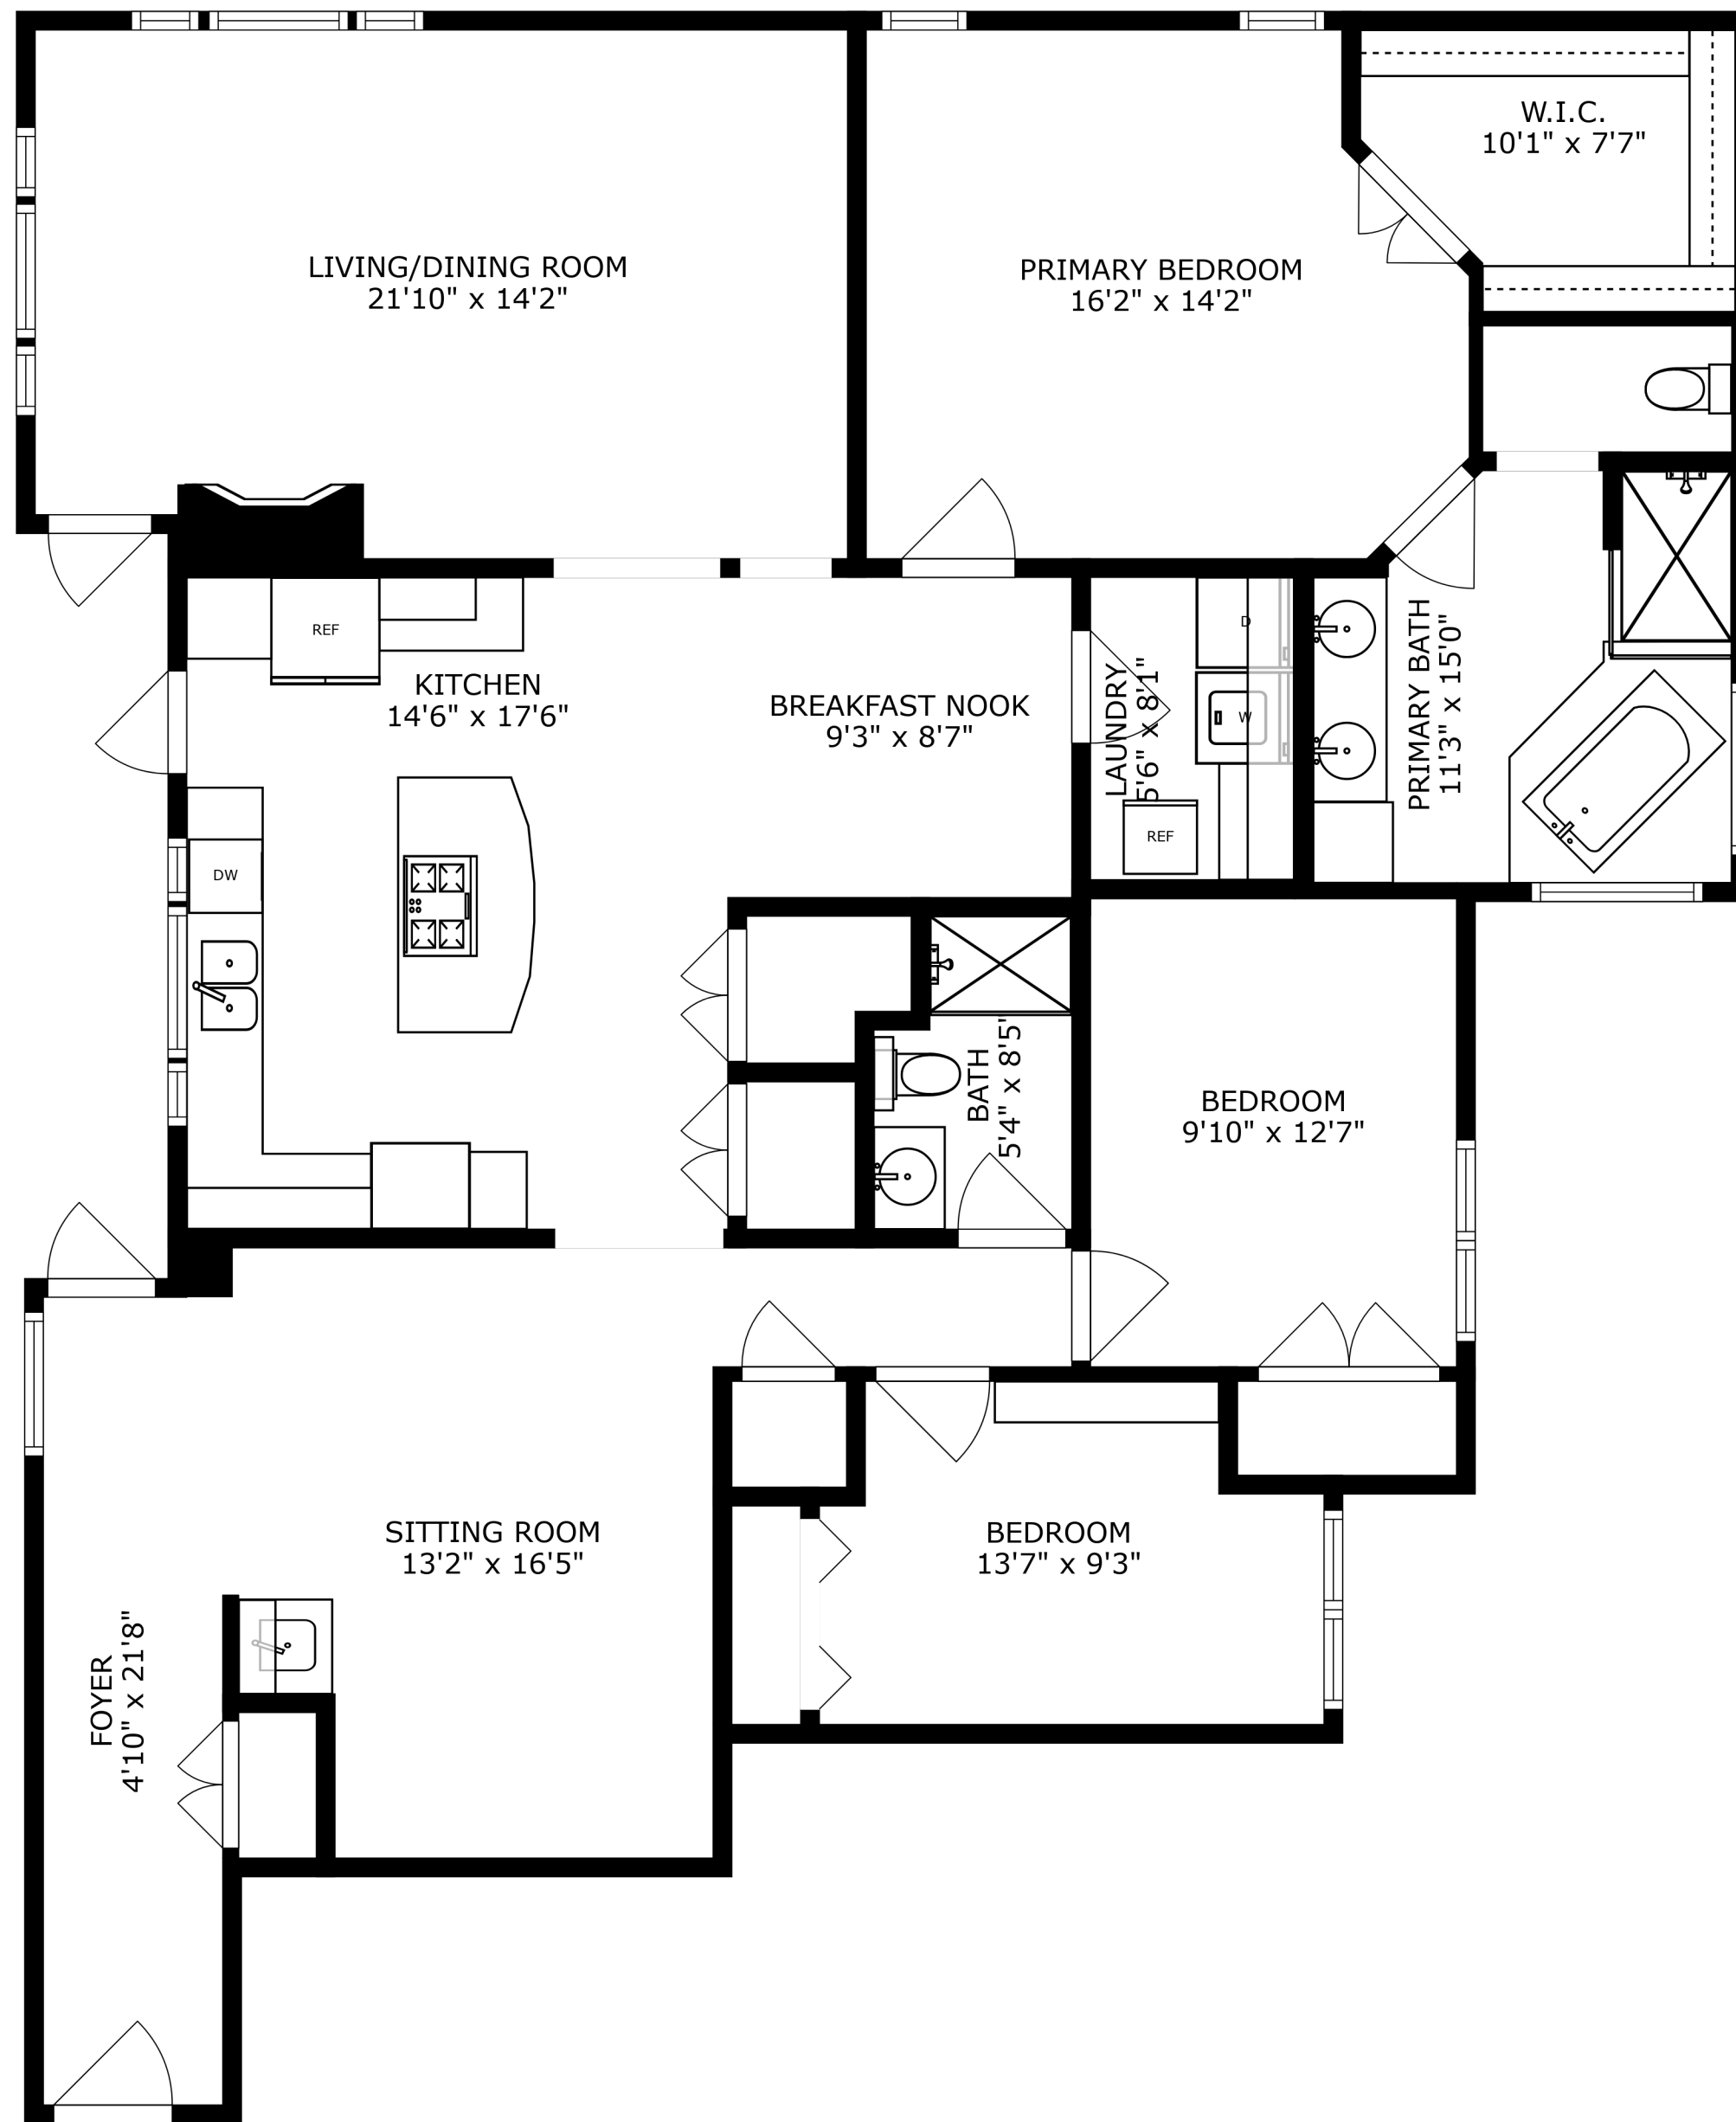 W.I.C.
10'1" x 7'7"
LIVING/DINING ROOM
21'10" x 14'2"
PRIMARY BEDROOM
16'2" x 14'2"
REF
KITCHEN
14'6" x 17'6"
BREAKFAST NOOK
9'3" x 8'7"
LAUNDRY
5'6" x 8'1"
D
W
REF
PRIMARY BATH
11'3" x 15'0"
DW
BATH
5'4" x 8'5"
BEDROOM
9'10" x 12'7"
SITTING ROOM
13'2" x 16'5"
BEDROOM
13'7" x 9'3"
FOYER
4'10" x 21'8"